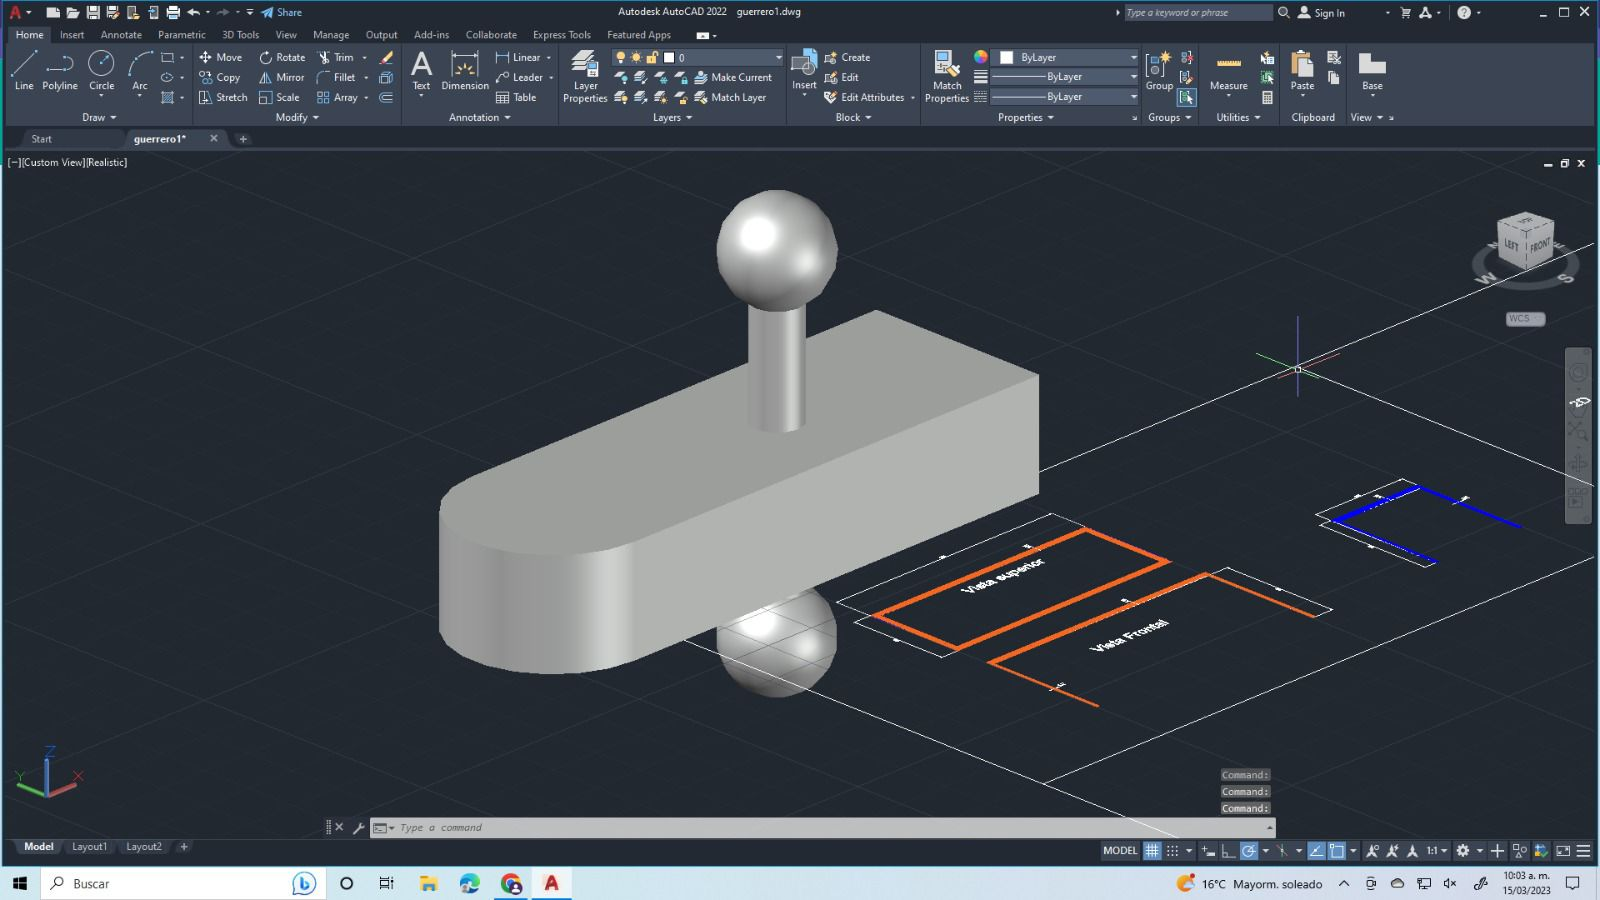 Share
Autodesk AutoCAD 2022 guerrero1.dwg
Type a keyword or phrase
Sign In
Home Insert Annotate Parametric 3D Tools View Manage Output Add-ins Collaborate Express Tools Featured Apps
Line Polyline Circle Arc
Draw
Move Rotate Trim
Copy Mirror Fillet
Stretch Scale Array
Modify
Text Dimension
Linear
Leader
Table
Annotation
Layer Properties
0
Make Current
Match Layer
Layers
Insert
Create
Edit
Edit Attributes
Block
Match Properties
ByLayer
ByLayer
ByLayer
Properties
Group
Groups
Measure
Utilities
Paste
Clipboard
Base
View
Start guerrero1*
[−][Custom View][Realistic]
TOP
LEFT FRONT
W S
WCS
Vista superior
Vista Frontal
Z
Y X
Command:
Command:
Command:
Type a command
Model Layout1 Layout2
MODEL 1:1
Buscar
16°C Mayorm. soleado
10:03 a. m.
15/03/2023